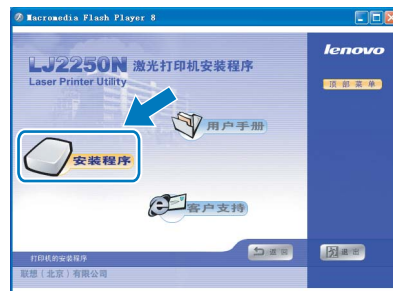 Macromedia Flash Player 8
lenovo
LJ2250N 激光打印机安装程序
Laser Printer Utility
顶部菜单
用户手册
安装程序
客户支持
打印机的安装程序
返回
退出
联想（北京）有限公司